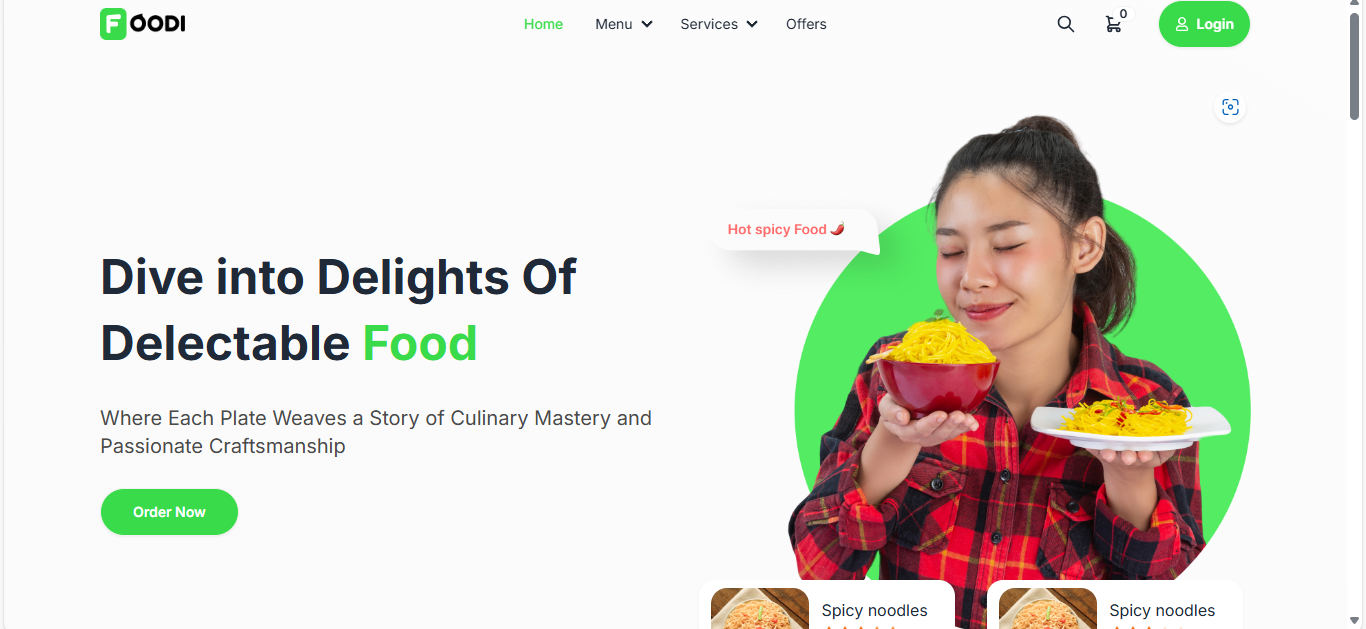 FOODI
Home
Menu
Services
Offers
0
Login
Hot spicy Food
Dive into Delights Of
Delectable Food
Where Each Plate Weaves a Story of Culinary Mastery and
Passionate Craftsmanship
Order Now
Spicy noodles
Spicy noodles